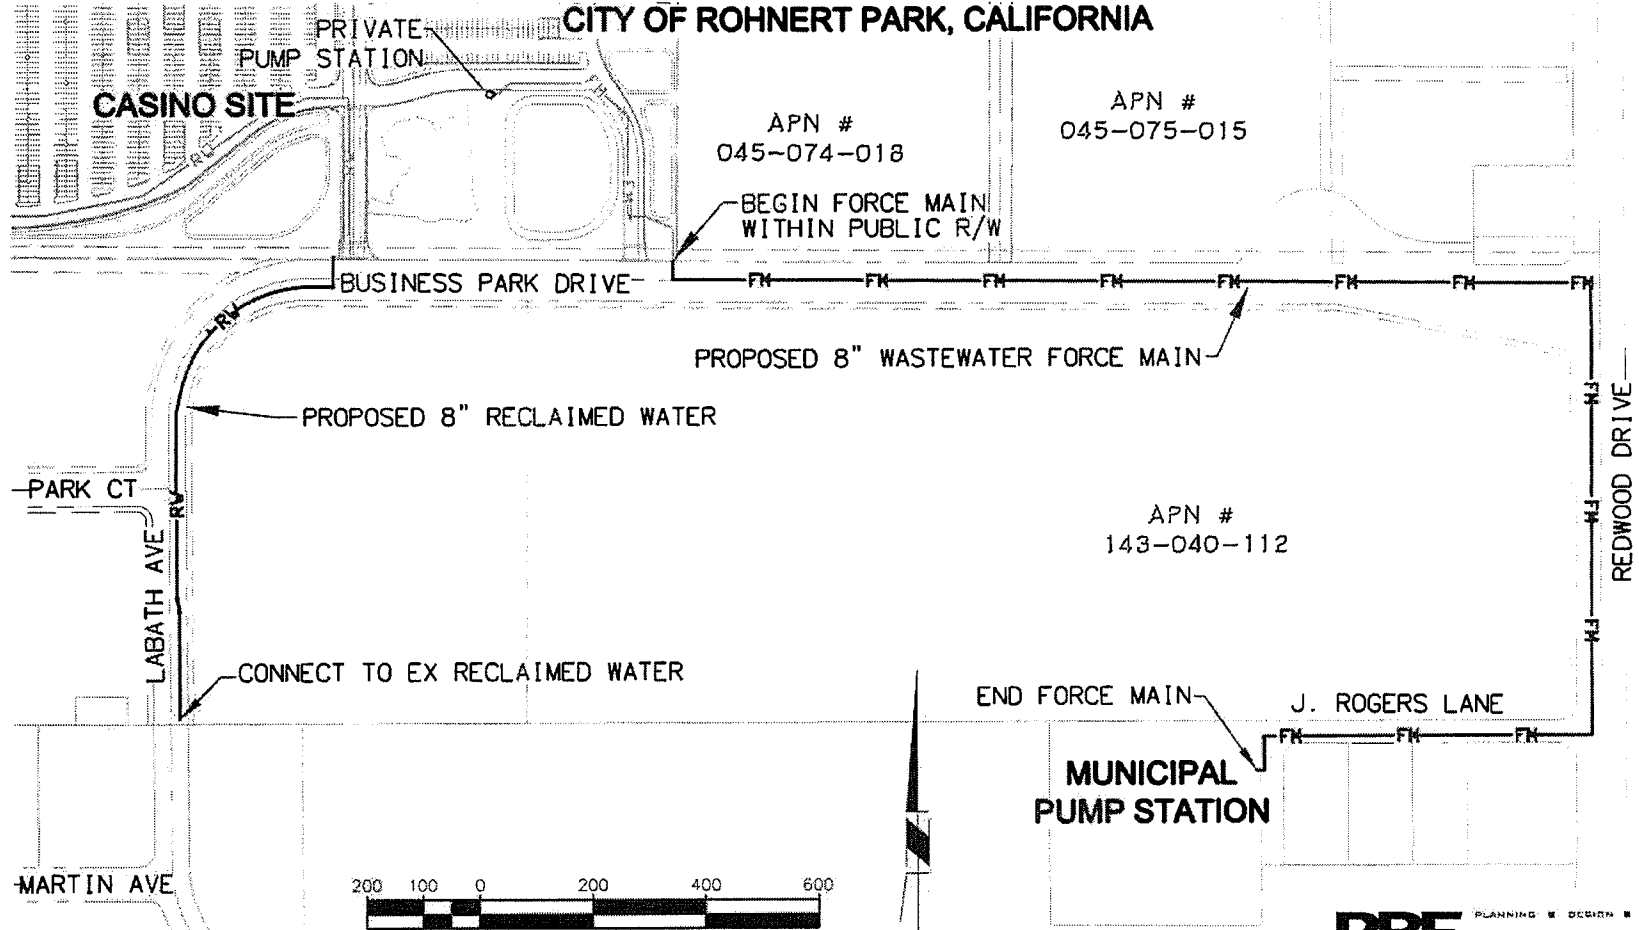 CITY OF ROHNERT PARK, CALIFORNIA
PRIVATE
PUMP STATION
CASINO SITE
RW
APN #
045-074-018
APN #
045-075-015
BEGIN FORCE MAIN
WITHIN PUBLIC R/W
BUSINESS PARK DRIVE
FM FM FM FM FM FM FM FM
RW
PROPOSED 8" WASTEWATER FORCE MAIN
PROPOSED 8" RECLAIMED WATER
FM
REDWOOD DRIVE
PARK CT
RW
LABATH AVE
APN #
143-040-112
FM
FM
CONNECT TO EX RECLAIMED WATER
END FORCE MAIN
J. ROGERS LANE
FM FM FM
MUNICIPAL
PUMP STATION
MARTIN AVE
200 100 0 200 400 600
PLANNING DESIGN